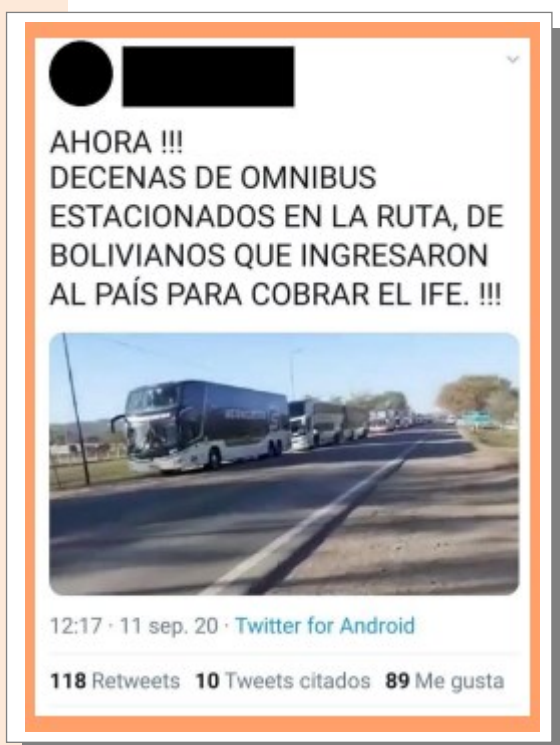 AHORA !!!
DECENAS DE OMNIBUS
ESTACIONADOS EN LA RUTA, DE
BOLIVIANOS QUE INGRESARON
AL PAÍS PARA COBRAR EL IFE. !!!
12:17 · 11 sep. 20 · Twitter for Android
118 Retweets 10 Tweets citados 89 Me gusta